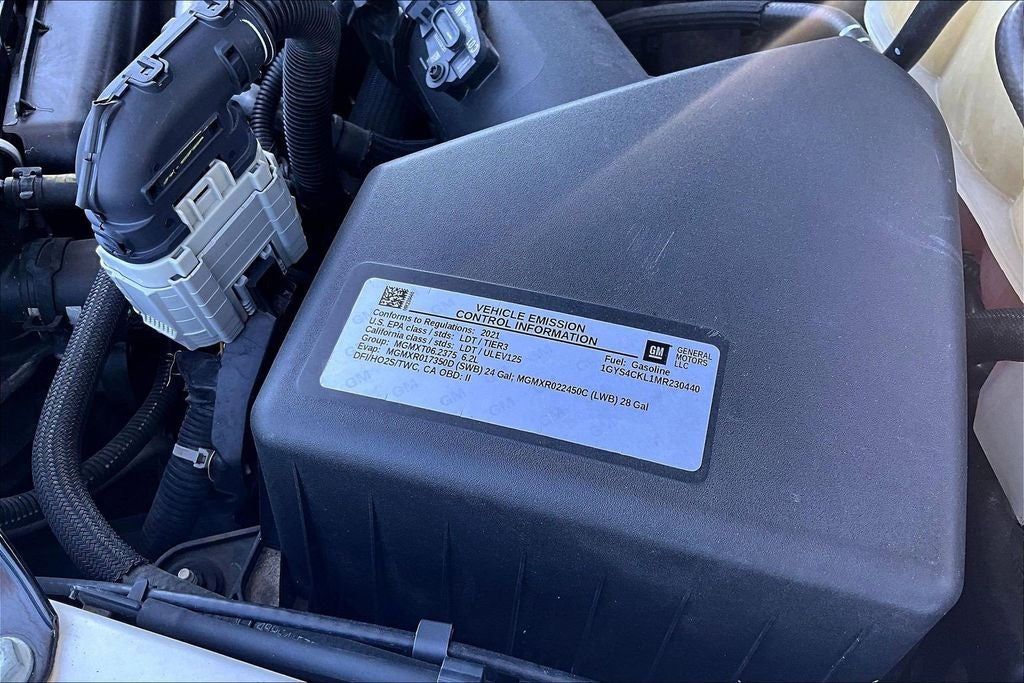 VEHICLE EMISSION
CONTROL INFORMATION
Conforms to Regulations: 2021
U.S. EPA class / stds: LDT / TIER3
California class / stds: LDT / ULEV125
Group: MGMXT06.2375 6.2L
Evap: MGMXR017350D (SWB) 24 Gal; MGMXR022450C (LWB) 28 Gal
DFI/HO2S/TWC, CA OBD: II
Fuel: Gasoline
1GYS4CKL1MR230440
GM
GENERAL
MOTORS
LLC